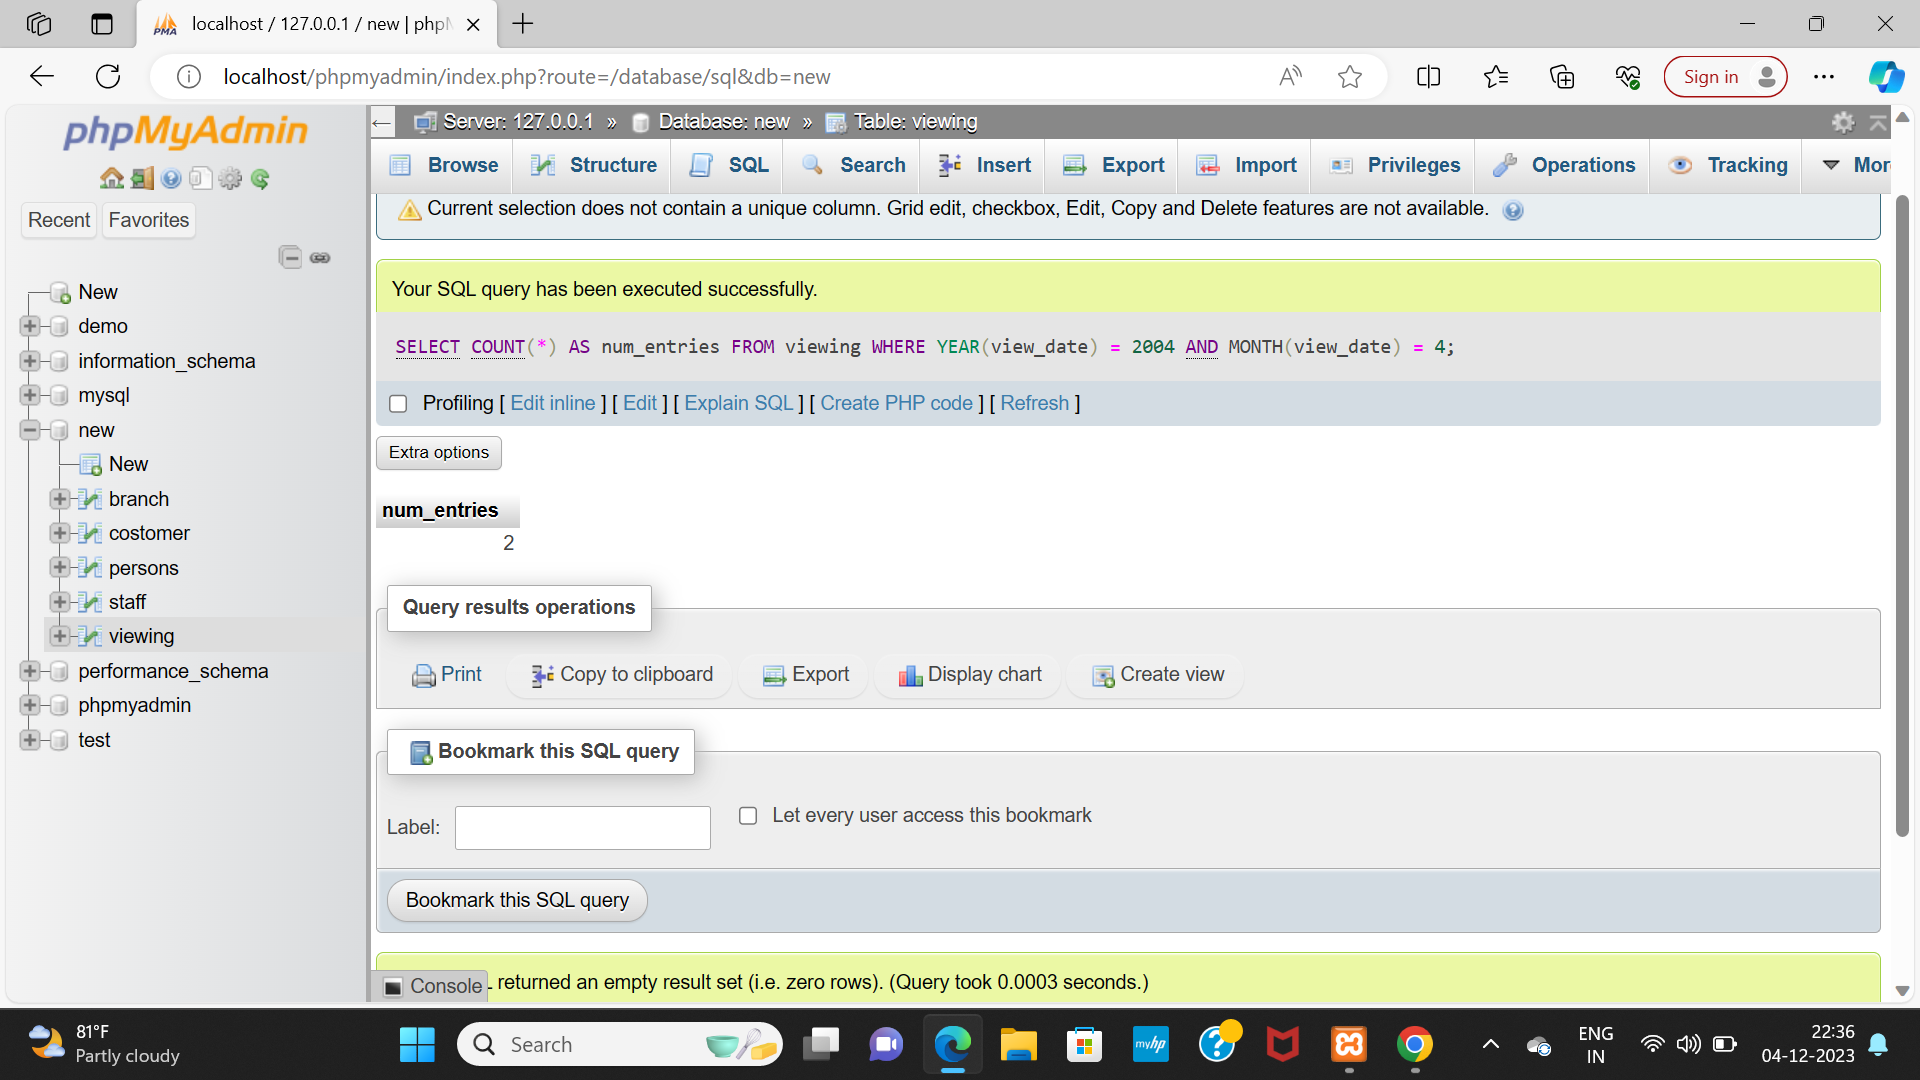 localhost / 127.0.0.1 / new | phpM
localhost/phpmyadmin/index.php?route=/database/sql&db=new
Sign in
phpMyAdmin
Recent
Favorites
New
demo
information_schema
mysql
new
New
branch
costomer
persons
staff
viewing
performance_schema
phpmyadmin
test
Server: 127.0.0.1 » Database: new » Table: viewing
Browse
Structure
SQL
Search
Insert
Export
Import
Privileges
Operations
Tracking
More
Current selection does not contain a unique column. Grid edit, checkbox, Edit, Copy and Delete features are not available.
Your SQL query has been executed successfully.
SELECT COUNT(*) AS num_entries FROM viewing WHERE YEAR(view_date) = 2004 AND MONTH(view_date) = 4;
Profiling [ Edit inline ] [ Edit ] [ Explain SQL ] [ Create PHP code ] [ Refresh ]
Extra options
num_entries
2
Query results operations
Print
Copy to clipboard
Export
Display chart
Create view
Bookmark this SQL query
Label:
Let every user access this bookmark
Bookmark this SQL query
Console
returned an empty result set (i.e. zero rows). (Query took 0.0003 seconds.)
81°F
Partly cloudy
Search
myhp
ENG
IN
22:36
04-12-2023